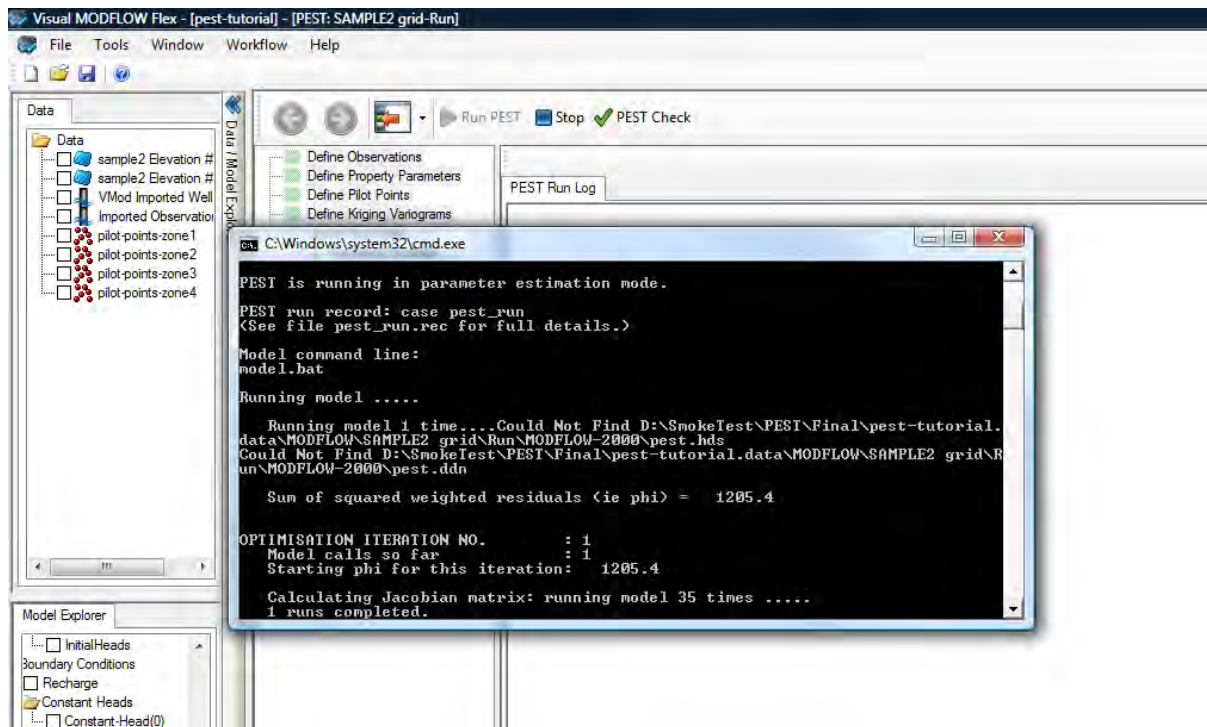 Visual MODFLOW Flex - [pest-tutorial] - [PEST: SAMPLE2 grid-Run]
File Tools Window Workflow Help
Data
Data
sample2 Elevation #
sample2 Elevation #
VMod Imported Well
Imported Observatio
pilot-points-zone1
pilot-points-zone2
pilot-points-zone3
pilot-points-zone4
Data / Model Explo
Run PEST Stop PEST Check
Define Observations
Define Property Parameters
Define Pilot Points
Define Kriging Variograms
PEST Run Log
C:\Windows\system32\cmd.exe
PEST is running in parameter estimation mode.
PEST run record: case pest_run
(See file pest_run.rec for full details.)
Model command line:
model.bat
Running model .....
Running model 1 time....Could Not Find D:\SmokeTest\PEST\Final\pest-tutorial.
data\MODFLOW\SAMPLE2 grid\Run\MODFLOW-2000\pest.hds
Could Not Find D:\SmokeTest\PEST\Final\pest-tutorial.data\MODFLOW\SAMPLE2 grid\R
un\MODFLOW-2000\pest.ddn
Sum of squared weighted residuals (ie phi) = 1205.4
OPTIMISATION ITERATION NO. : 1
Model calls so far : 1
Starting phi for this iteration: 1205.4
Calculating Jacobian matrix: running model 35 times .....
1 runs completed.
Model Explorer
InitialHeads
Boundary Conditions
Recharge
Constant Heads
Constant-Head(0)